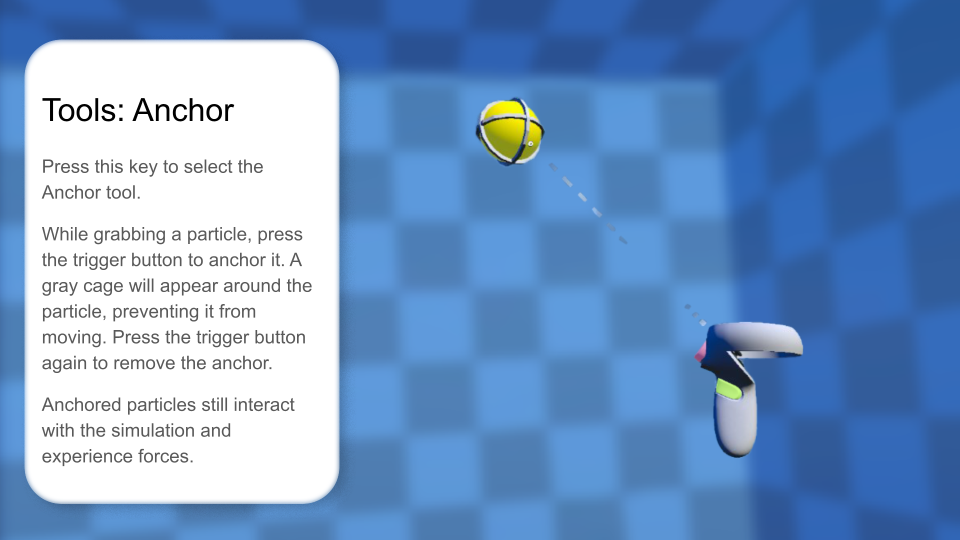 Tools: Anchor
Press this key to select the
Anchor tool.
While grabbing a particle, press
the trigger button to anchor it. A
gray cage will appear around the
particle, preventing it from
moving. Press the trigger button
again to remove the anchor.
Anchored particles still interact
with the simulation and
experience forces.